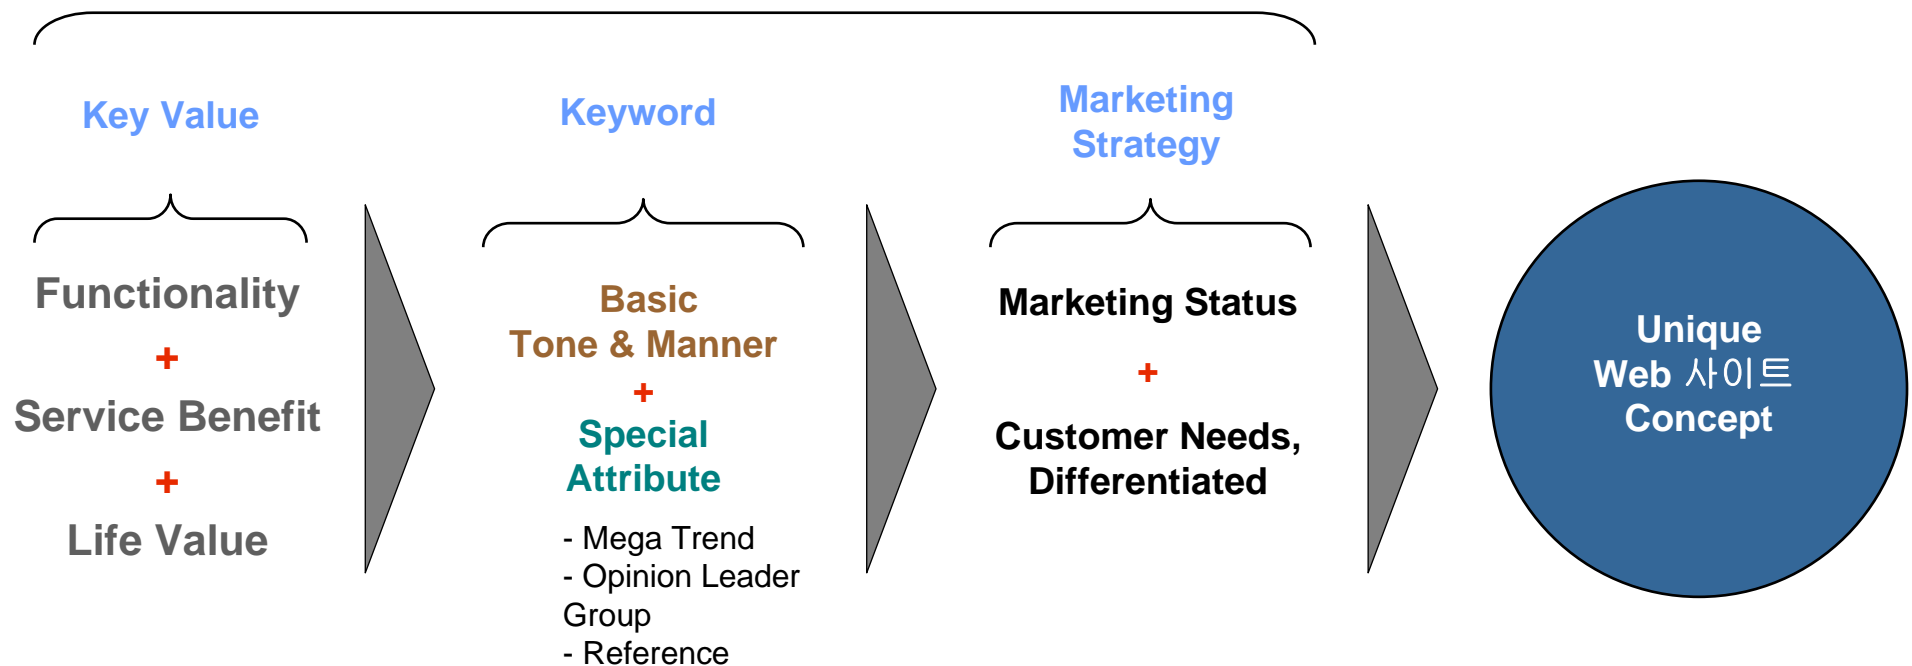 Key Value
Functionality
+
Service Benefit
+
Life Value
Keyword
Basic
Tone & Manner
+
Special
Attribute
- Mega Trend
- Opinion Leader
Group
- Reference
Marketing
Strategy
Marketing Status
+
Customer Needs,
Differentiated
Unique
Web 사이트
Concept